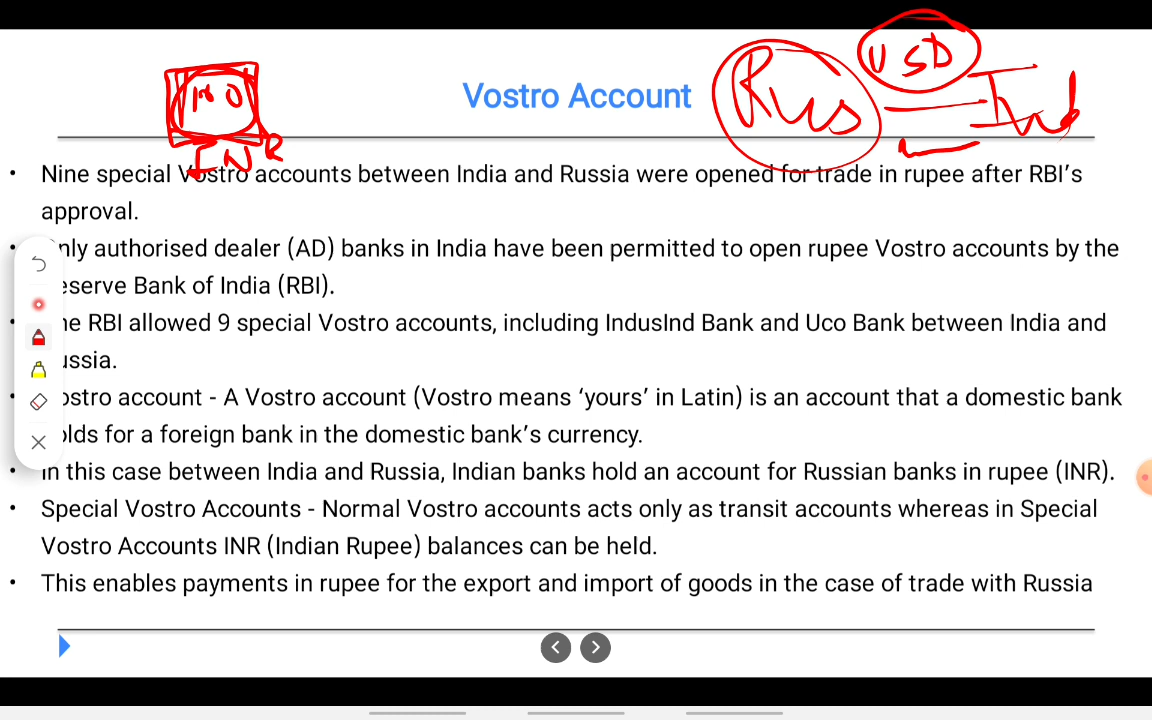 USD
Rus
Ind
Vostro Account
INR
• Nine special Vostro accounts between India and Russia were opened for trade in rupee after RBI’s
approval.
• nly authorised dealer (AD) banks in India have been permitted to open rupee Vostro accounts by the
eserve Bank of India (RBI).
• he RBI allowed 9 special Vostro accounts, including IndusInd Bank and Uco Bank between India and
ussia.
• ostro account - A Vostro account (Vostro means ‘yours’ in Latin) is an account that a domestic bank
olds for a foreign bank in the domestic bank’s currency.
• In this case between India and Russia, Indian banks hold an account for Russian banks in rupee (INR).
• Special Vostro Accounts - Normal Vostro accounts acts only as transit accounts whereas in Special
Vostro Accounts INR (Indian Rupee) balances can be held.
• This enables payments in rupee for the export and import of goods in the case of trade with Russia